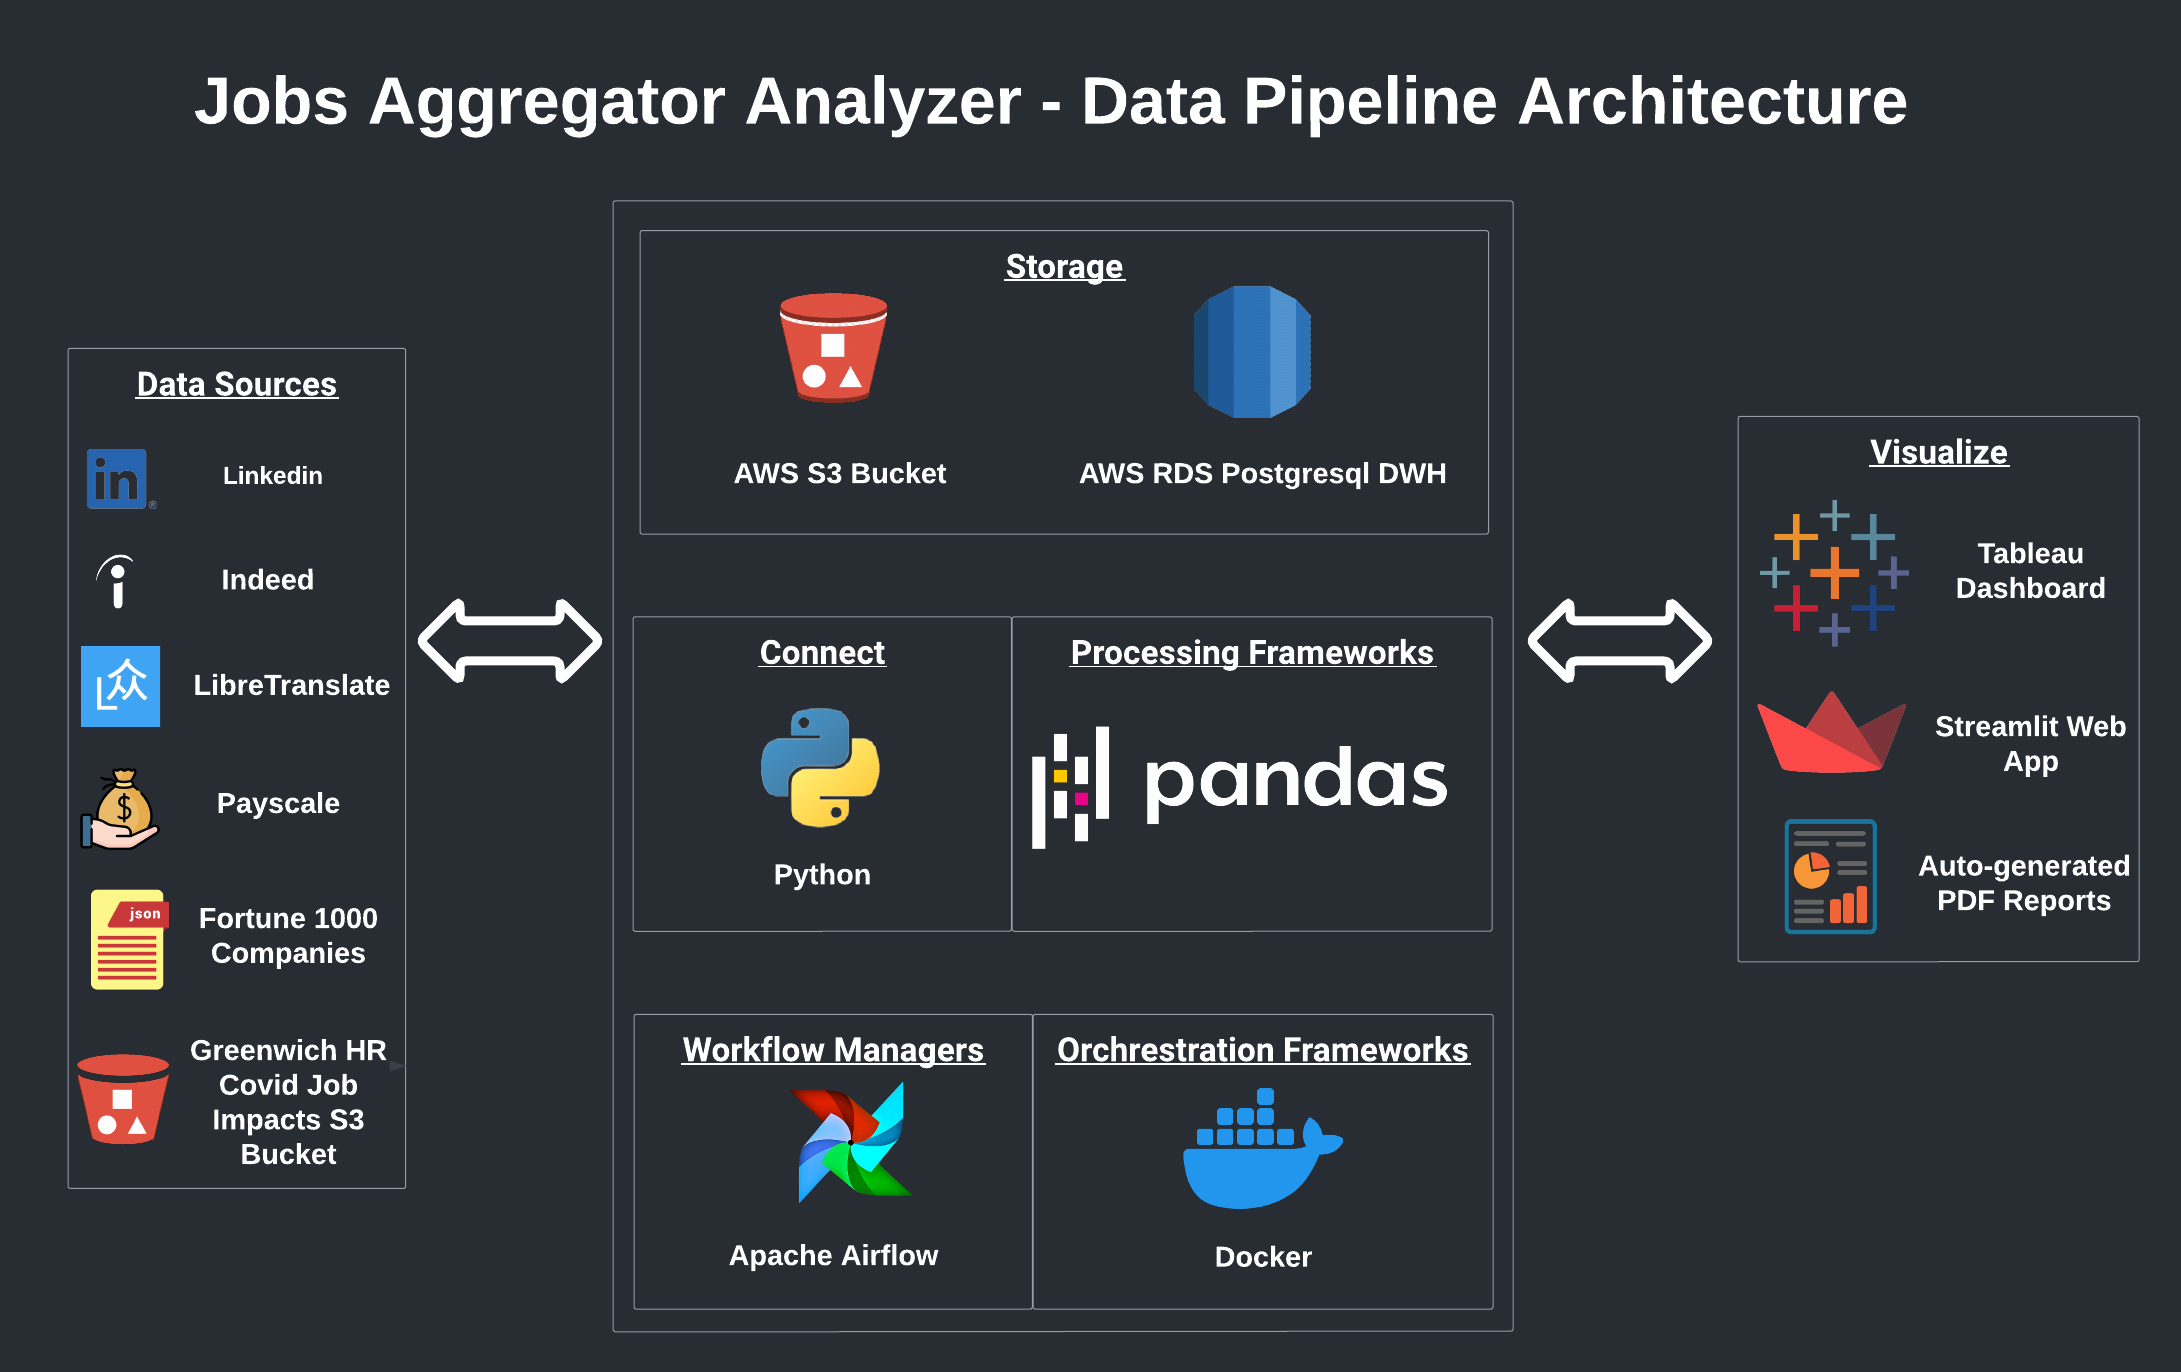 Jobs Aggregator Analyzer - Data Pipeline Architecture
Data Sources
in
Linkedin
Indeed
LibreTranslate
$
Payscale
json
Fortune 1000
Companies
Greenwich HR
Covid Job
Impacts S3
Bucket
Storage
AWS S3 Bucket
AWS RDS Postgresql DWH
Connect
Python
Processing Frameworks
pandas
Workflow Managers
Apache Airflow
Orchrestration Frameworks
Docker
Visualize
Tableau
Dashboard
Streamlit Web
App
Auto-generated
PDF Reports